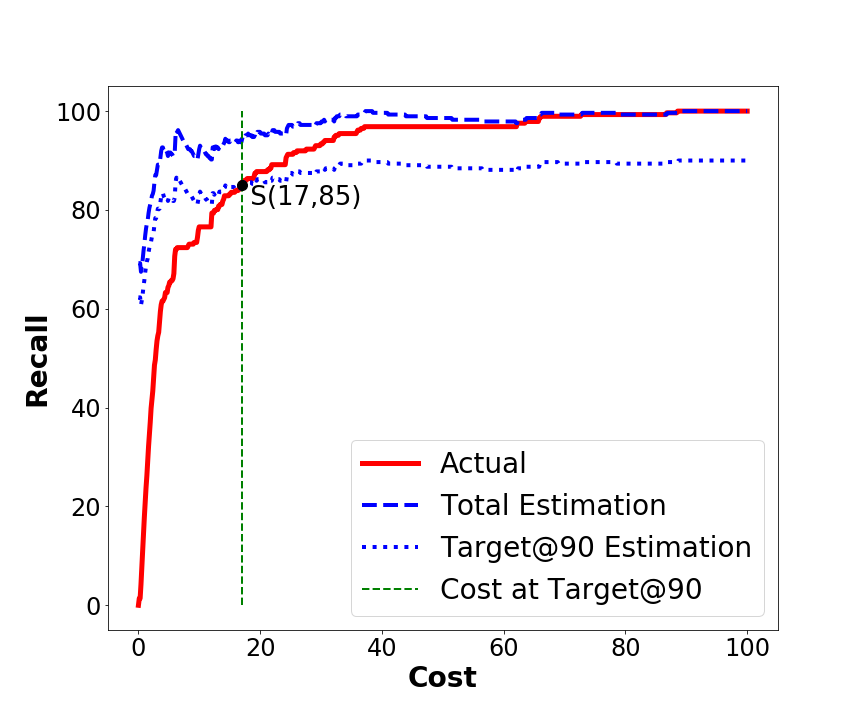 100
80
60
40
20
0
Recall
S(17,85)
Actual
Total Estimation
Target@90 Estimation
Cost at Target@90
0 20 40 60 80 100
Cost